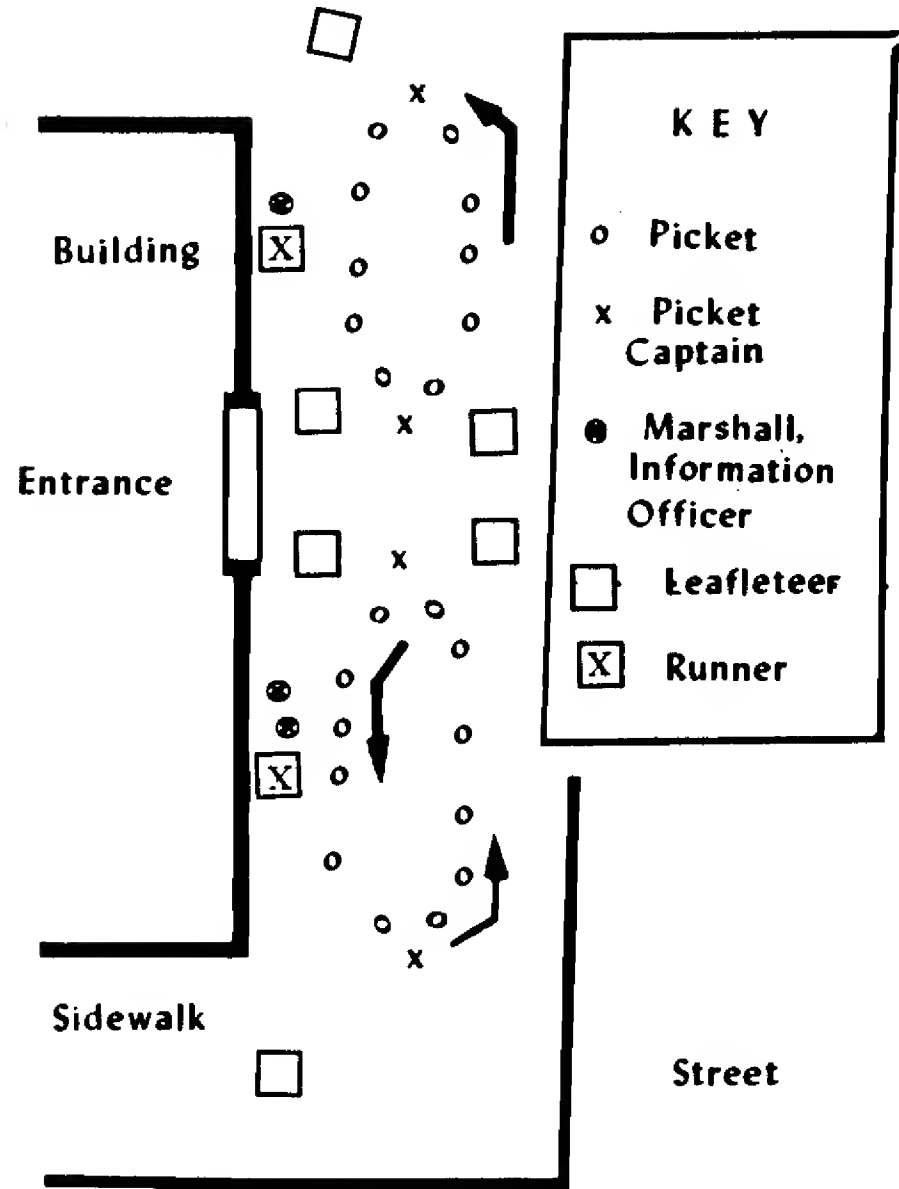 KEY
Building
Entrance
Sidewalk
Street
o Picket
x Picket
Captain
Marshall,
Information
Officer
Leafleteer
X Runner